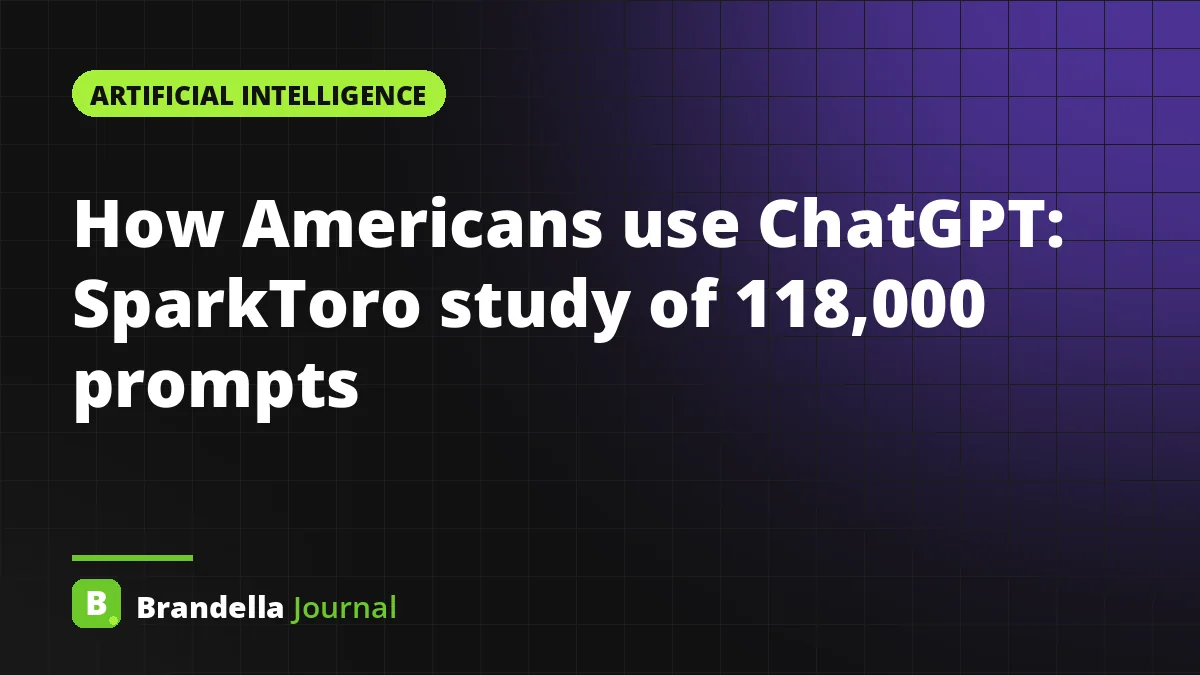 ARTIFICIAL INTELLIGENCE
How Americans use ChatGPT:
SparkToro study of 118,000
prompts
B
Brandella Journal